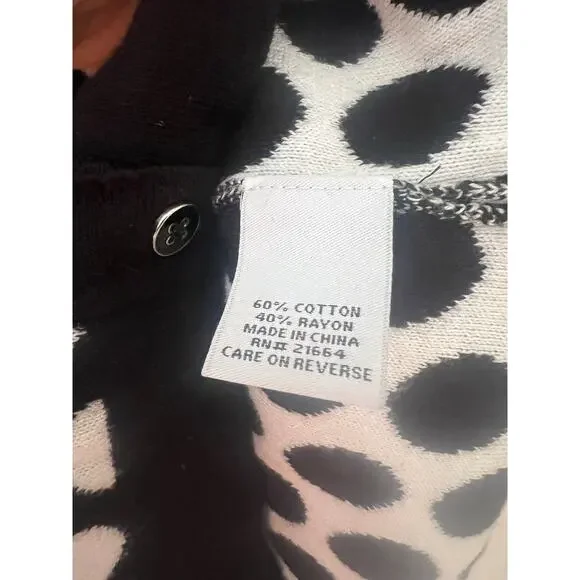 60% COTTON
40% RAYON
MADE IN CHINA
RN# 21664
CARE ON REVERSE